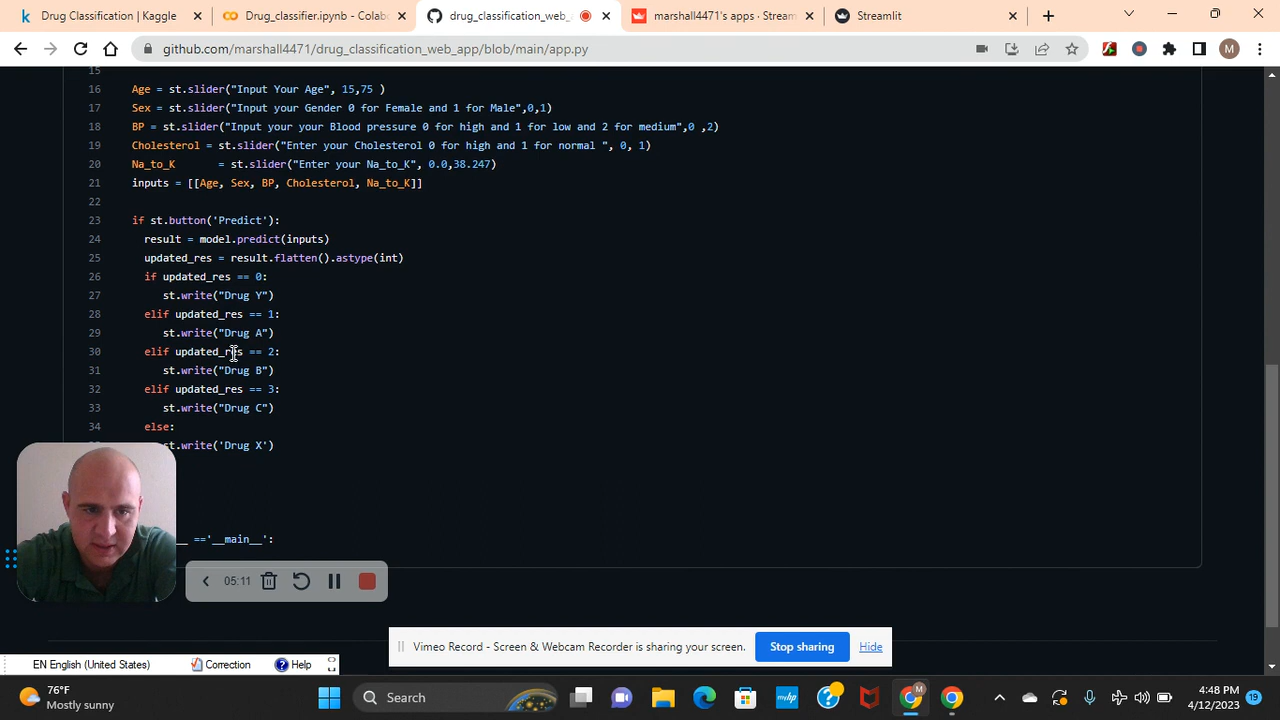 Drug Classification | Kaggle
Drug_classifier.ipynb - Colab
drug_classification_web_
marshall4471's apps · Stream
Streamlit
github.com/marshall4471/drug_classification_web_app/blob/main/app.py
M
15
16 Age = st.slider("Input Your Age", 15,75 )
17 Sex = st.slider("Input your Gender 0 for Female and 1 for Male",0,1)
18 BP = st.slider("Input your your Blood pressure 0 for high and 1 for low and 2 for medium",0 ,2)
19 Cholesterol = st.slider("Enter your Cholesterol 0 for high and 1 for normal ", 0, 1)
20 Na_to_K = st.slider("Enter your Na_to_K", 0.0,38.247)
21 inputs = [[Age, Sex, BP, Cholesterol, Na_to_K]]
22
23 if st.button('Predict'):
24 result = model.predict(inputs)
25 updated_res = result.flatten().astype(int)
26 if updated_res == 0:
27 st.write("Drug Y")
28 elif updated_res == 1:
29 st.write("Drug A")
30 elif updated_res == 2:
31 st.write("Drug B")
32 elif updated_res == 3:
33 st.write("Drug C")
34 else:
st.write('Drug X')
__ =='__main__':
05:11
Vimeo Record - Screen & Webcam Recorder is sharing your screen.
Stop sharing
Hide
EN English (United States)
Correction
Help
76°F
Mostly sunny
Search
M
4:48 PM
4/12/2023
19